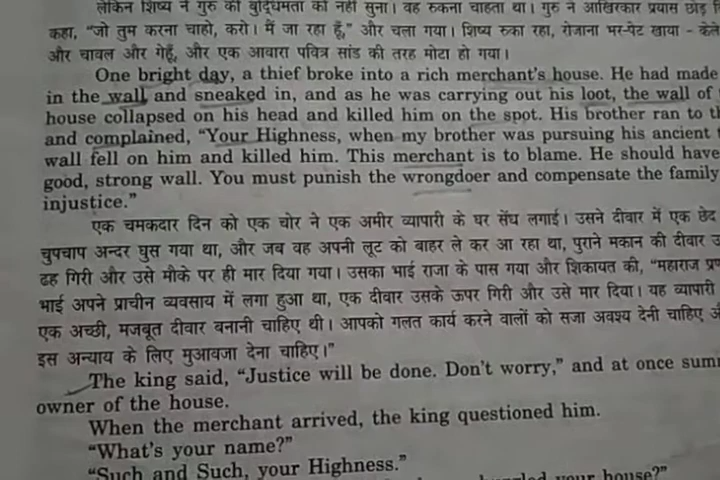 लेकिन शिष्य ने गुरु की बुद्धिमता को नहीं सुना। वह रुकना चाहता था। गुरु ने आखिरकार प्रयास छोड़
कहा, "जो तुम करना चाहो, करो। मैं जा रहा हूँ," और चला गया। शिष्य रुका रहा, रोजाना भर-पेट खाया - केले
और चावल और गेहूँ, और एक आवारा पवित्र सांड की तरह मोटा हो गया।
One bright day, a thief broke into a rich merchant's house. He had made
in the wall and sneaked in, and as he was carrying out his loot, the wall of
house collapsed on his head and killed him on the spot. His brother ran to
and complained, "Your Highness, when my brother was pursuing his ancient
wall fell on him and killed him. This merchant is to blame. He should have
good, strong wall. You must punish the wrongdoer and compensate the family
injustice."
एक चमकदार दिन को एक चोर ने एक अमीर व्यापारी के घर सेंध लगाई। उसने दीवार में एक छेद
चुपचाप अन्दर घुस गया था, और जब वह अपनी लूट को बाहर ले कर आ रहा था, पुराने मकान की दीवार
ढह गिरी और उसे मौके पर ही मार दिया गया। उसका भाई राजा के पास गया और शिकायत की, "महाराज
भाई अपने प्राचीन व्यवसाय में लगा हुआ था, एक दीवार उसके ऊपर गिरी और उसे मार दिया। यह व्यापारी
एक अच्छी, मजबूत दीवार बनानी चाहिए थी। आपको गलत कार्य करने वालों को सजा अवश्य देनी चाहिए
इस अन्याय के लिए मुआवजा देना चाहिए।"
The king said, "Justice will be done. Don't worry," and at once
owner of the house.
When the merchant arrived, the king questioned him.
"What's your name?"
"Such and Such, your Highness."
your house?"